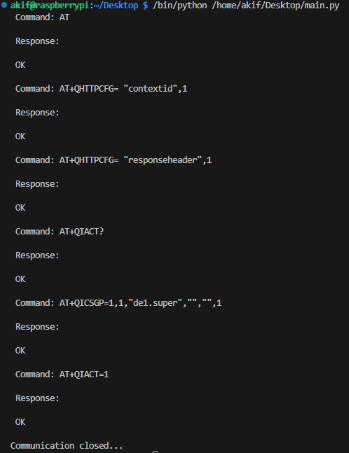 akif@raspberrypi:~/Desktop $ /bin/python /home/akif/Desktop/main.py
Command: AT
Response:
OK
Command: AT+QHTTPCFG= "contextid",1
Response:
OK
Command: AT+QHTTPCFG= "responseheader",1
Response:
OK
Command: AT+QIACT?
Response:
OK
Command: AT+QICSGP=1,1,"de1.super","","",1
Response:
OK
Command: AT+QIACT=1
Response:
OK
Communication closed...